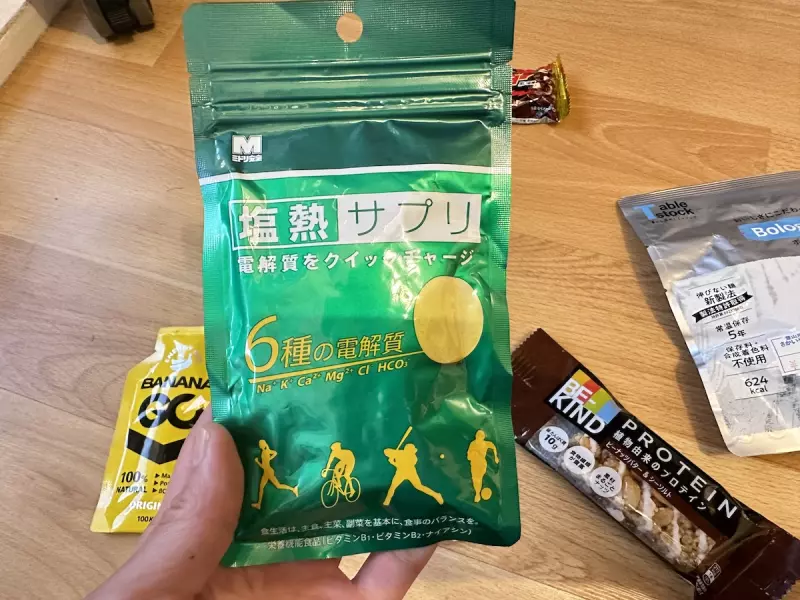 M
ミドリ安全
塩熱サプリ
電解質をクイックチャージ
6種の電解質
Na⁺ K⁺ Ca²⁺ Mg²⁺ Cl⁻ HCO₃⁻
食生活は、主食、主菜、副菜を基本に、食事のバランスを。
栄養機能食品(ビタミンB₁・ビタミンB₂・ナイアシン)
BANANA
GO
100%
NATURAL
Table
stock
伸びない麺
新製法
常温保存
5年
保存料・
合成着色料
不使用
624
kcal
BE-
KIND
PROTEIN
植物由来のプロテイン
ピーナッツバター&シーソルト
10g